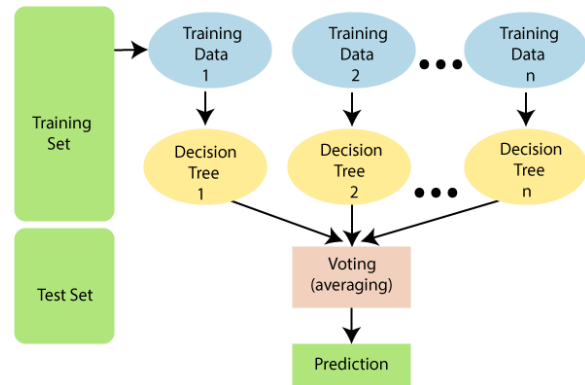 Training
Set
Training
Data
1
Training
Data
2
Training
Data
n
Decision
Tree
1
Decision
Tree
2
Decision
Tree
n
Test Set
Voting
(averaging)
Prediction